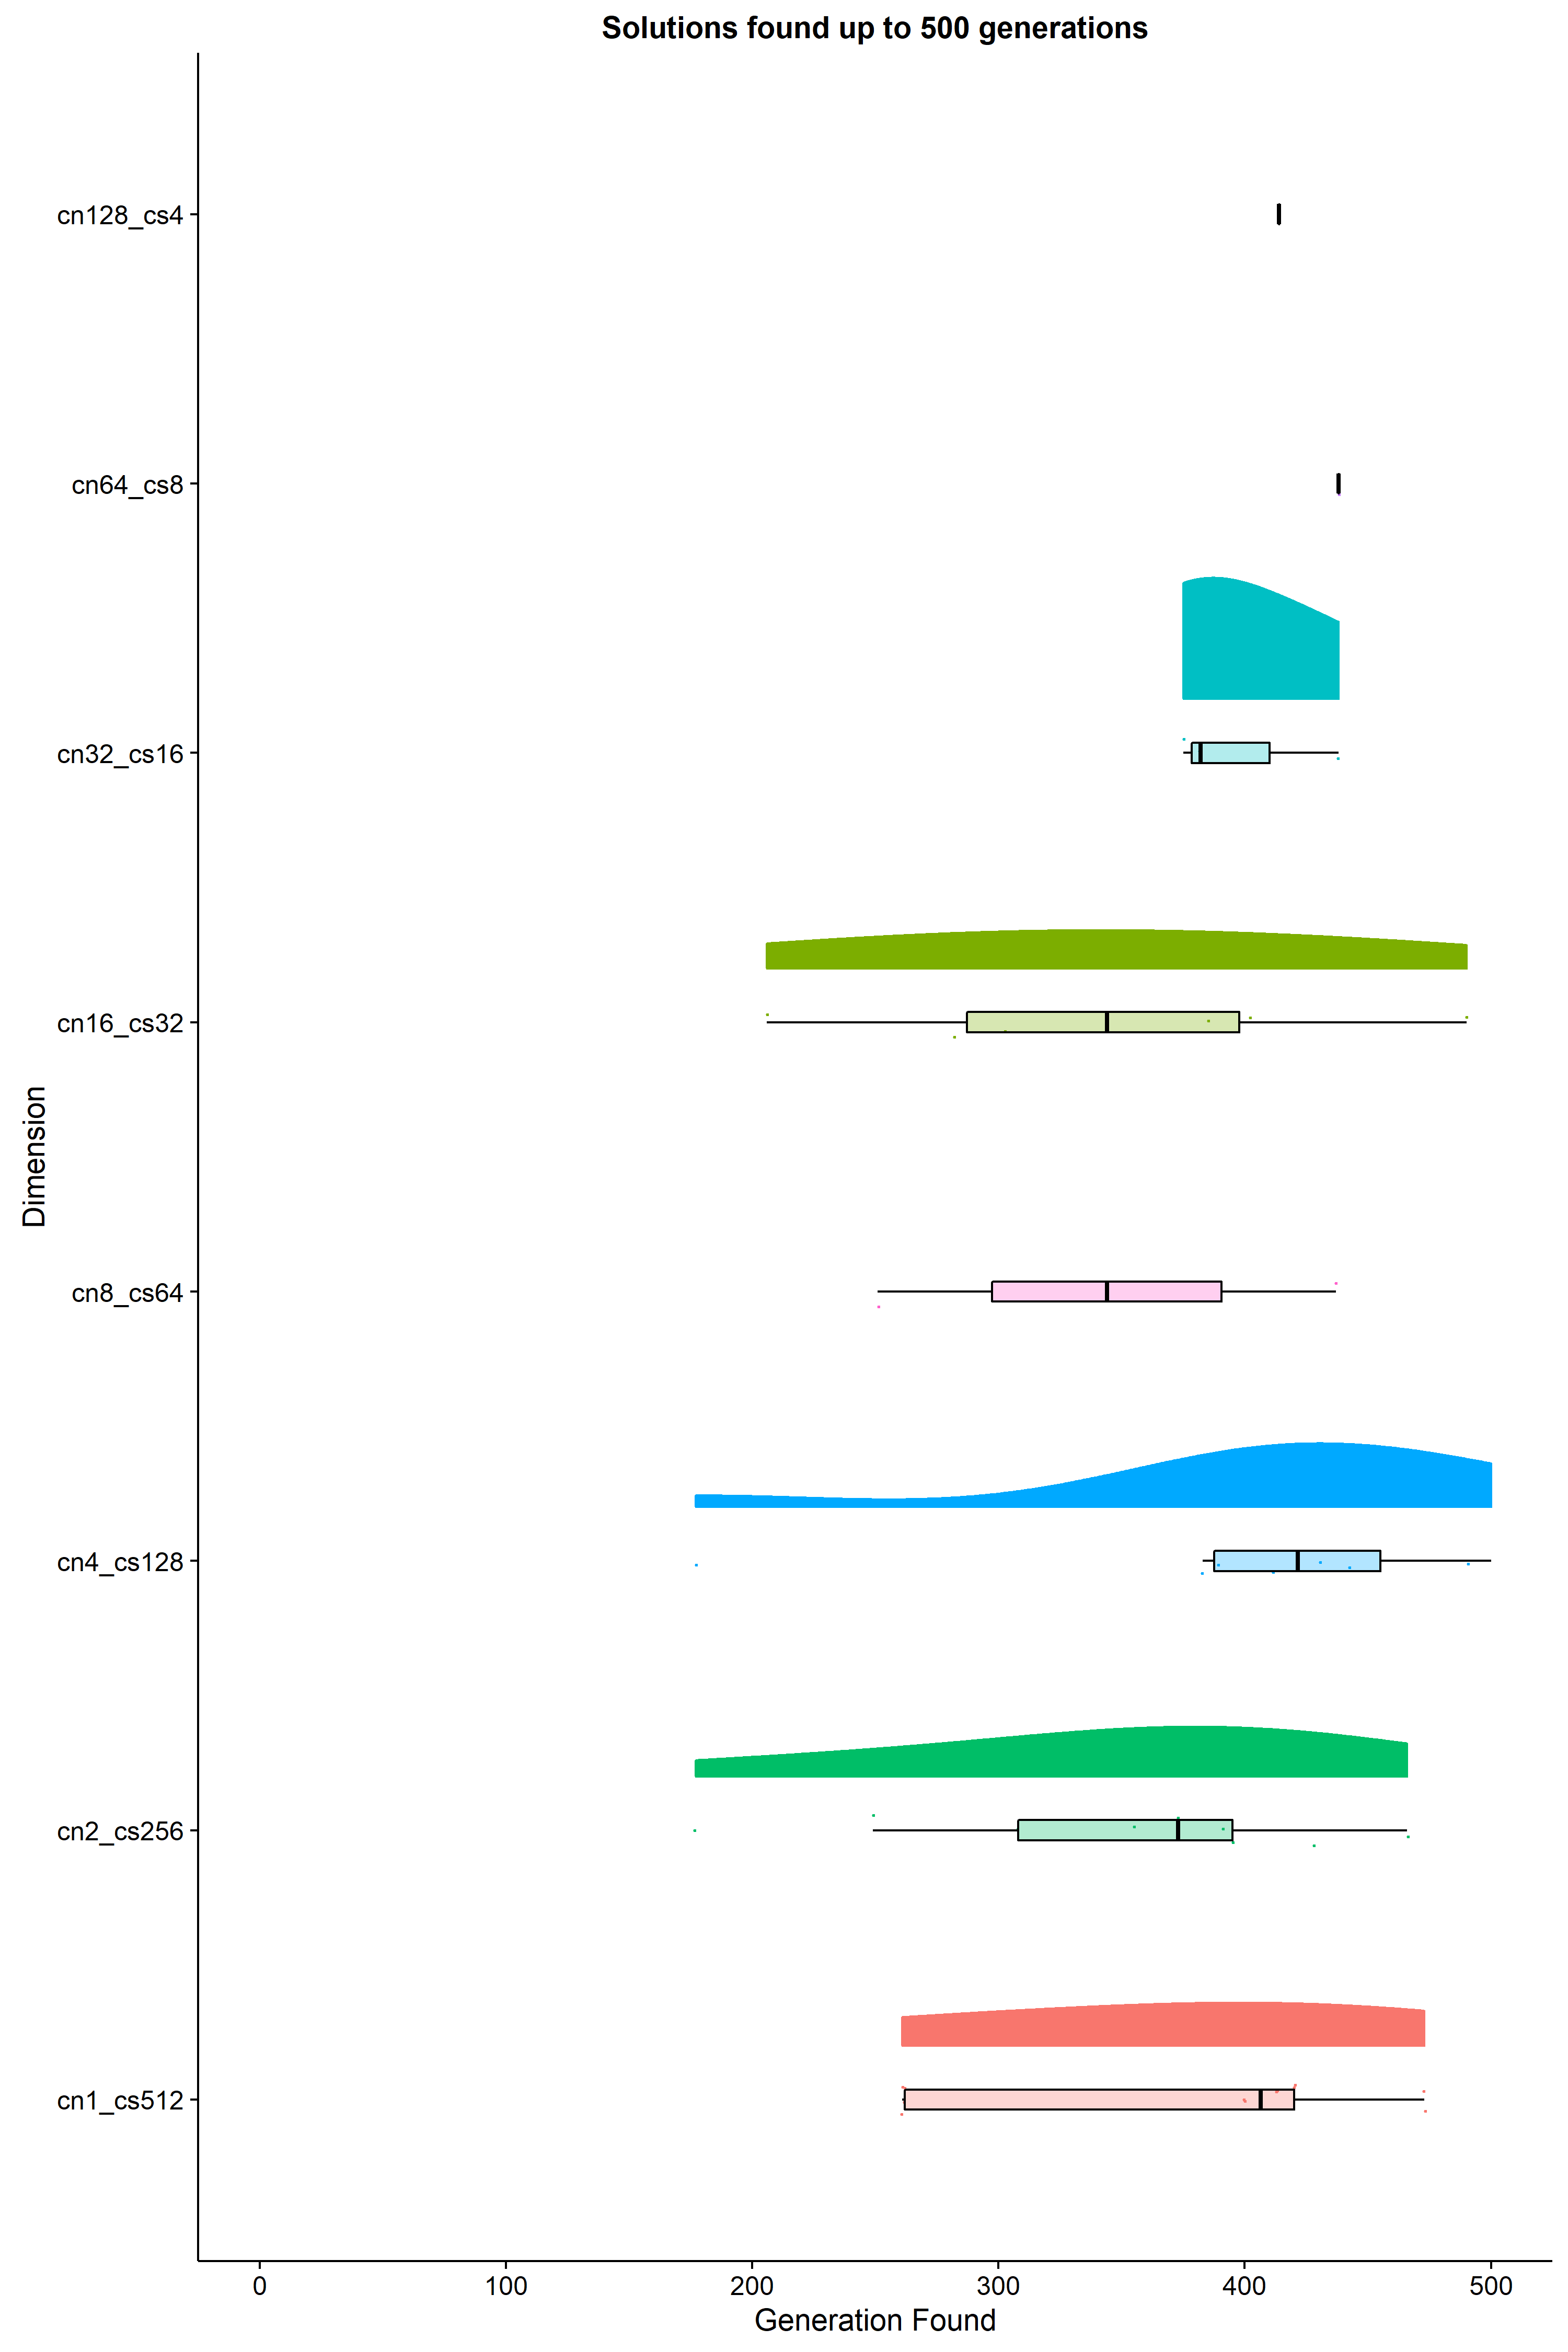 Solutions found up to 500 generations
cn128_cs4
cn64_cs8
cn32_cs16
cn16_cs32
Dimension
cn8_cs64
cn4_cs128
cn2_cs256
cn1_cs512
0 100 200 300 400 500
Generation Found